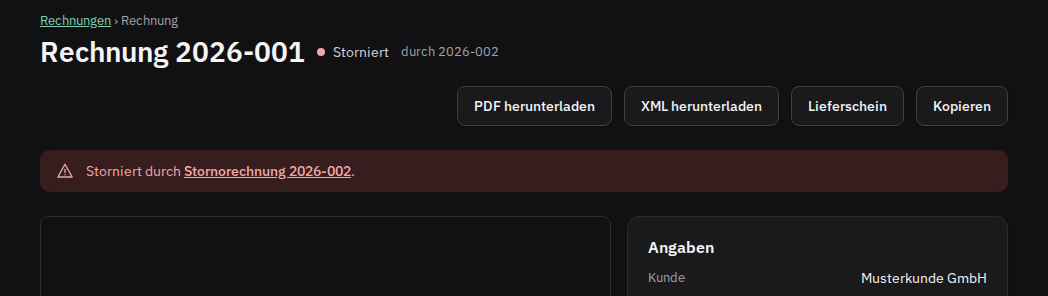 Rechnungen › Rechnung
Rechnung 2026-001 Storniert durch 2026-002
PDF herunterladen XML herunterladen Lieferschein Kopieren
Storniert durch Stornorechnung 2026-002.
Angaben
Kunde Musterkunde GmbH